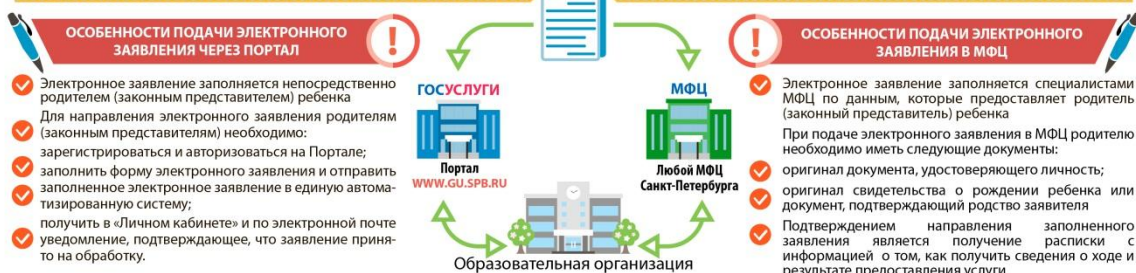 ОСОБЕННОСТИ ПОДАЧИ ЭЛЕКТРОННОГО
ЗАЯВЛЕНИЯ ЧЕРЕЗ ПОРТАЛ
Электронное заявление заполняется непосредственно
родителем (законным представителем) ребенка
Для направления электронного заявления родителям
(законным представителям) необходимо:
зарегистрироваться и авторизоваться на Портале;
заполнить форму электронного заявления и отправить
заполненное электронное заявление в единую автома-
тизированную систему;
получить в «Личном кабинете» и по электронной почте
уведомление, подтверждающее, что заявление приня-
то на обработку.
ГОСУСЛУГИ
Портал
WWW.GU.SPB.RU
МФЦ
Любой МФЦ
Санкт-Петербурга
Образовательная организация
ОСОБЕННОСТИ ПОДАЧИ ЭЛЕКТРОННОГО
ЗАЯВЛЕНИЯ В МФЦ
Электронное заявление заполняется специалистами
МФЦ по данным, которые предоставляет родитель
(законный представитель) ребенка
При подаче электронного заявления в МФЦ родителю
необходимо иметь следующие документы:
оригинал документа, удостоверяющего личность;
оригинал свидетельства о рождении ребенка или
документ, подтверждающий родство заявителя
Подтверждением направления заполненного
заявления является получение расписки с
информацией о том, как получить сведения о ходе и
результате предоставления услуги